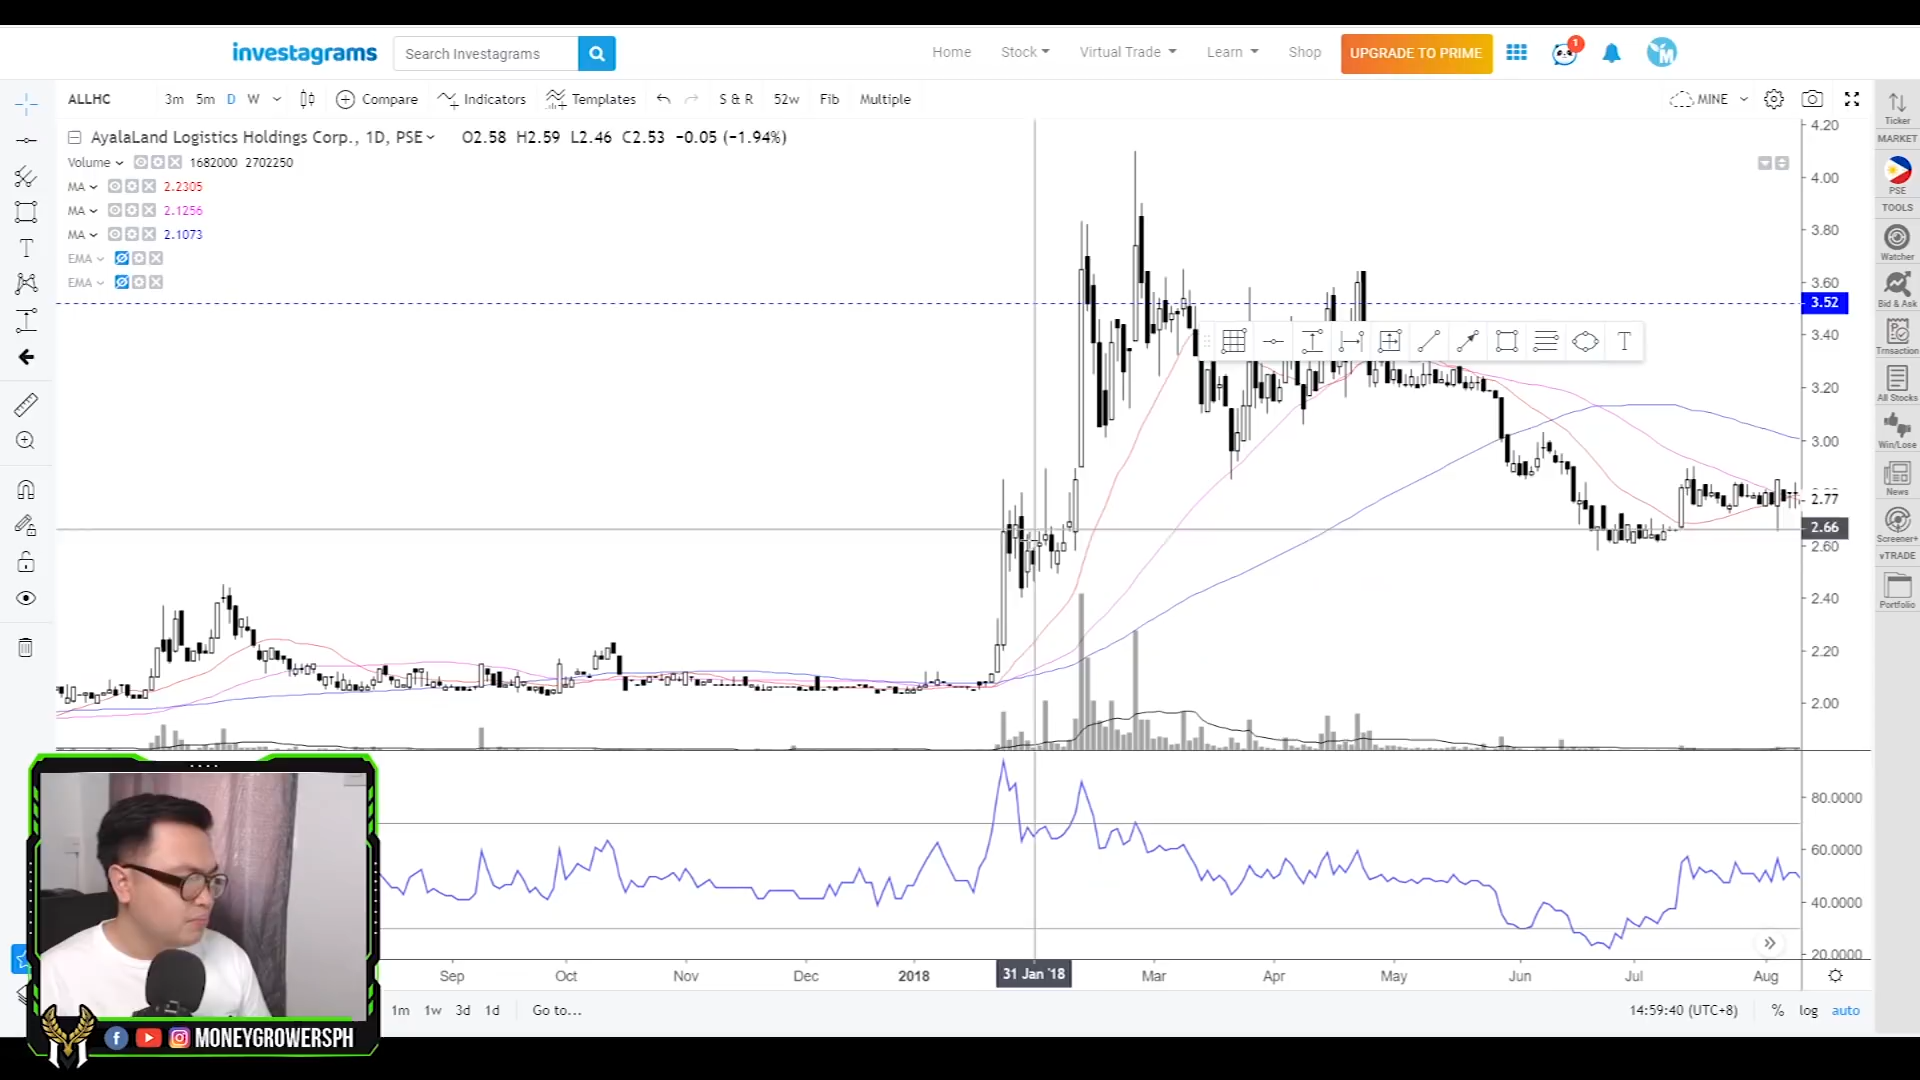 investagrams
Search Investagrams
Home Stock Virtual Trade Learn Shop UPGRADE TO PRIME 1
ALLHC 3m 5m D W Compare Indicators Templates S & R 52w Fib Multiple MINE
AyalaLand Logistics Holdings Corp., 1D, PSE O2.58 H2.59 L2.46 C2.53 −0.05 (−1.94%)
Volume 1682000 2702250
MA 2.2305
MA 2.1256
MA 2.1073
EMA
EMA
4.20
4.00
3.80
3.60
3.52
3.40
3.20
3.00
2.77
2.66
2.60
2.40
2.20
2.00
80.0000
60.0000
40.0000
20.0000
Ticker
MARKET
PSE
TOOLS
Watcher
Bid & Ask
Trnsaction
All Stocks
Win/Lose
News
Screener+
vTRADE
Portfolio
Sep Oct Nov Dec 2018 31 Jan '18 Mar Apr May Jun Jul Aug
1m 1w 3d 1d Go to... 14:59:40 (UTC+8) % log auto
MONEYGROWERSPH